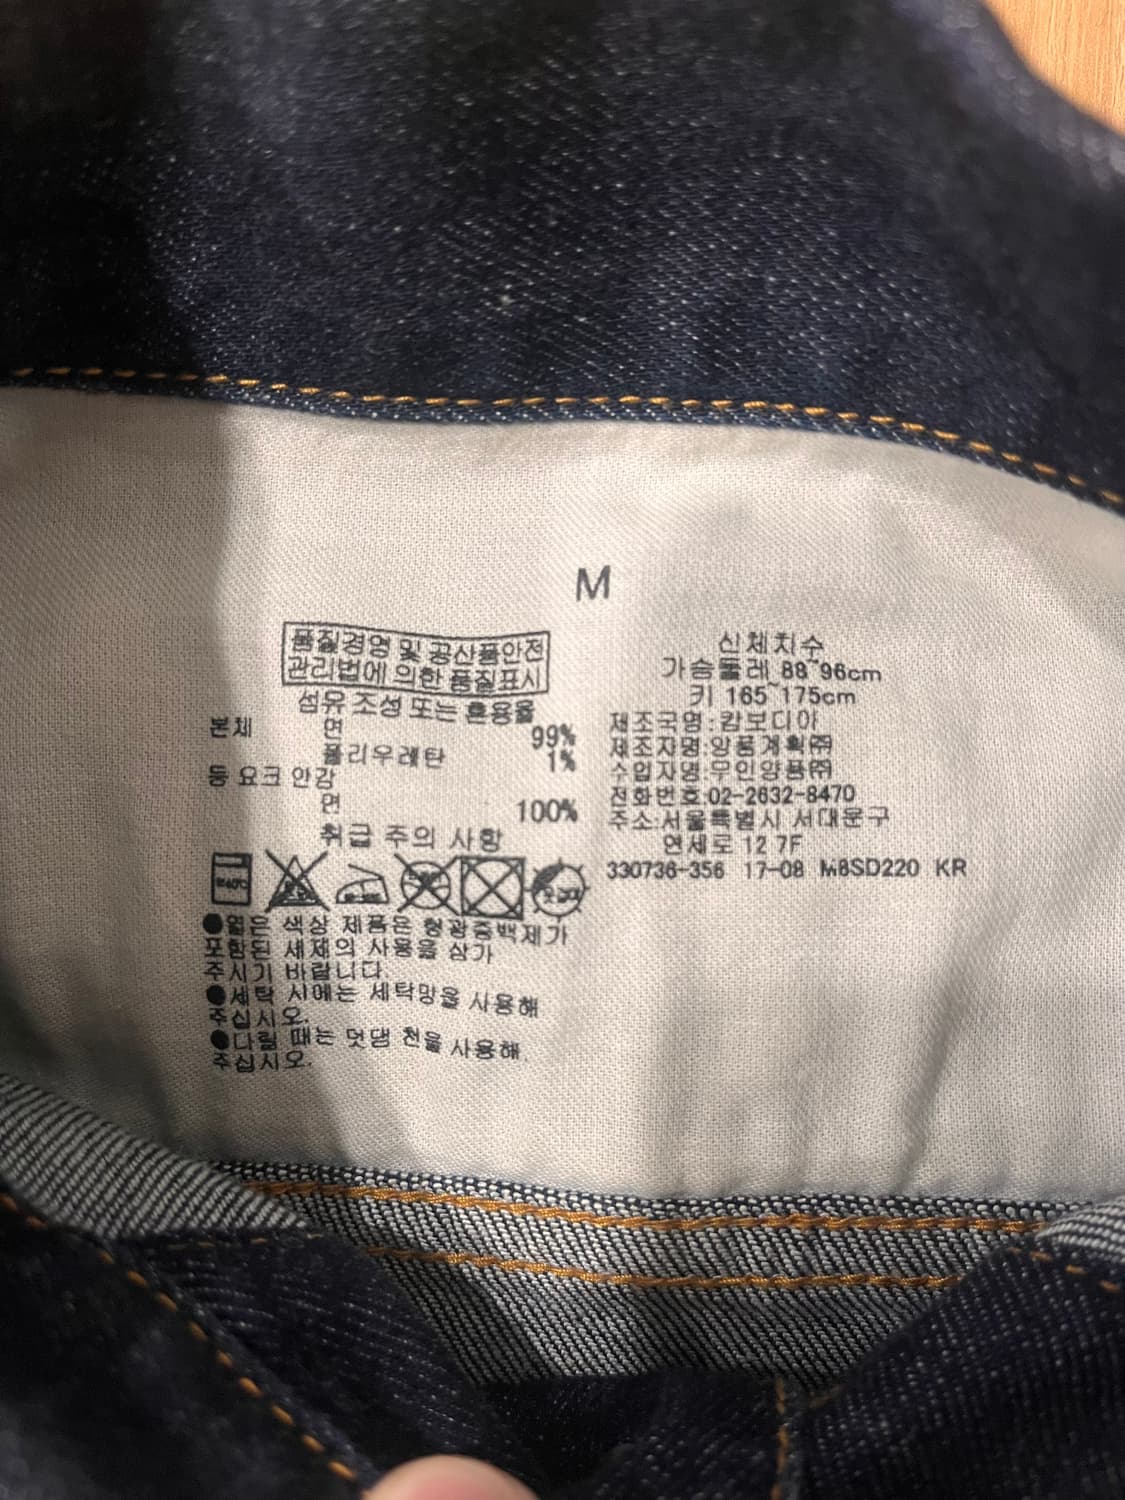 M
품질경영 및 공산품안전
관리법에 의한 품질표시
섬유 조성 또는 혼용율
본체 면 99%
폴리우레탄 1%
등 요크 안감
면 100%
취급 주의 사항
●엷은 색상 제품은 형광증백제가
포함된 세제의 사용을 삼가
주시기 바랍니다.
●세탁 시에는 세탁망을 사용해
주십시오.
●다릴 때는 덧댐 천을 사용해
주십시오.
신체치수
가슴둘레 88~96cm
키 165~175cm
제조국명:캄보디아
제조자명:양품계획㈜
수입자명:무인양품㈜
전화번호:02-2632-8470
주소:서울특별시 서대문구
연세로 12 7F
330736-356 17-08 M8SD220 KR